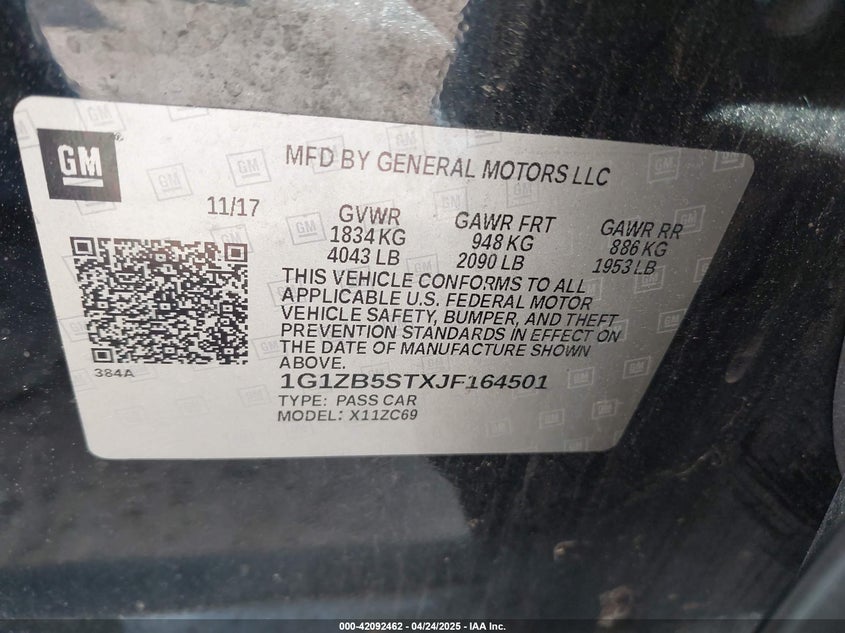 GM
MFD BY GENERAL MOTORS LLC
11/17
GVWR
1834 KG
4043 LB
GAWR FRT
948 KG
2090 LB
GAWR RR
886 KG
1953 LB
THIS VEHICLE CONFORMS TO ALL
APPLICABLE U.S. FEDERAL MOTOR
VEHICLE SAFETY, BUMPER, AND THEFT
PREVENTION STANDARDS IN EFFECT ON
THE DATE OF MANUFACTURE SHOWN
ABOVE.
384A
1G1ZB5STXJF164501
TYPE: PASS CAR
MODEL: X11ZC69
000-42092462 - 04/24/2025 - IAA Inc.